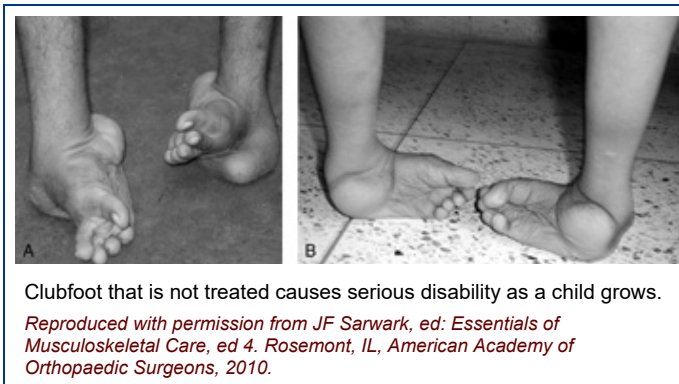 A
B
Clubfoot that is not treated causes serious disability as a child grows.
Reproduced with permission from JF Sarwark, ed: Essentials of
Musculoskeletal Care, ed 4. Rosemont, IL, American Academy of
Orthopaedic Surgeons, 2010.